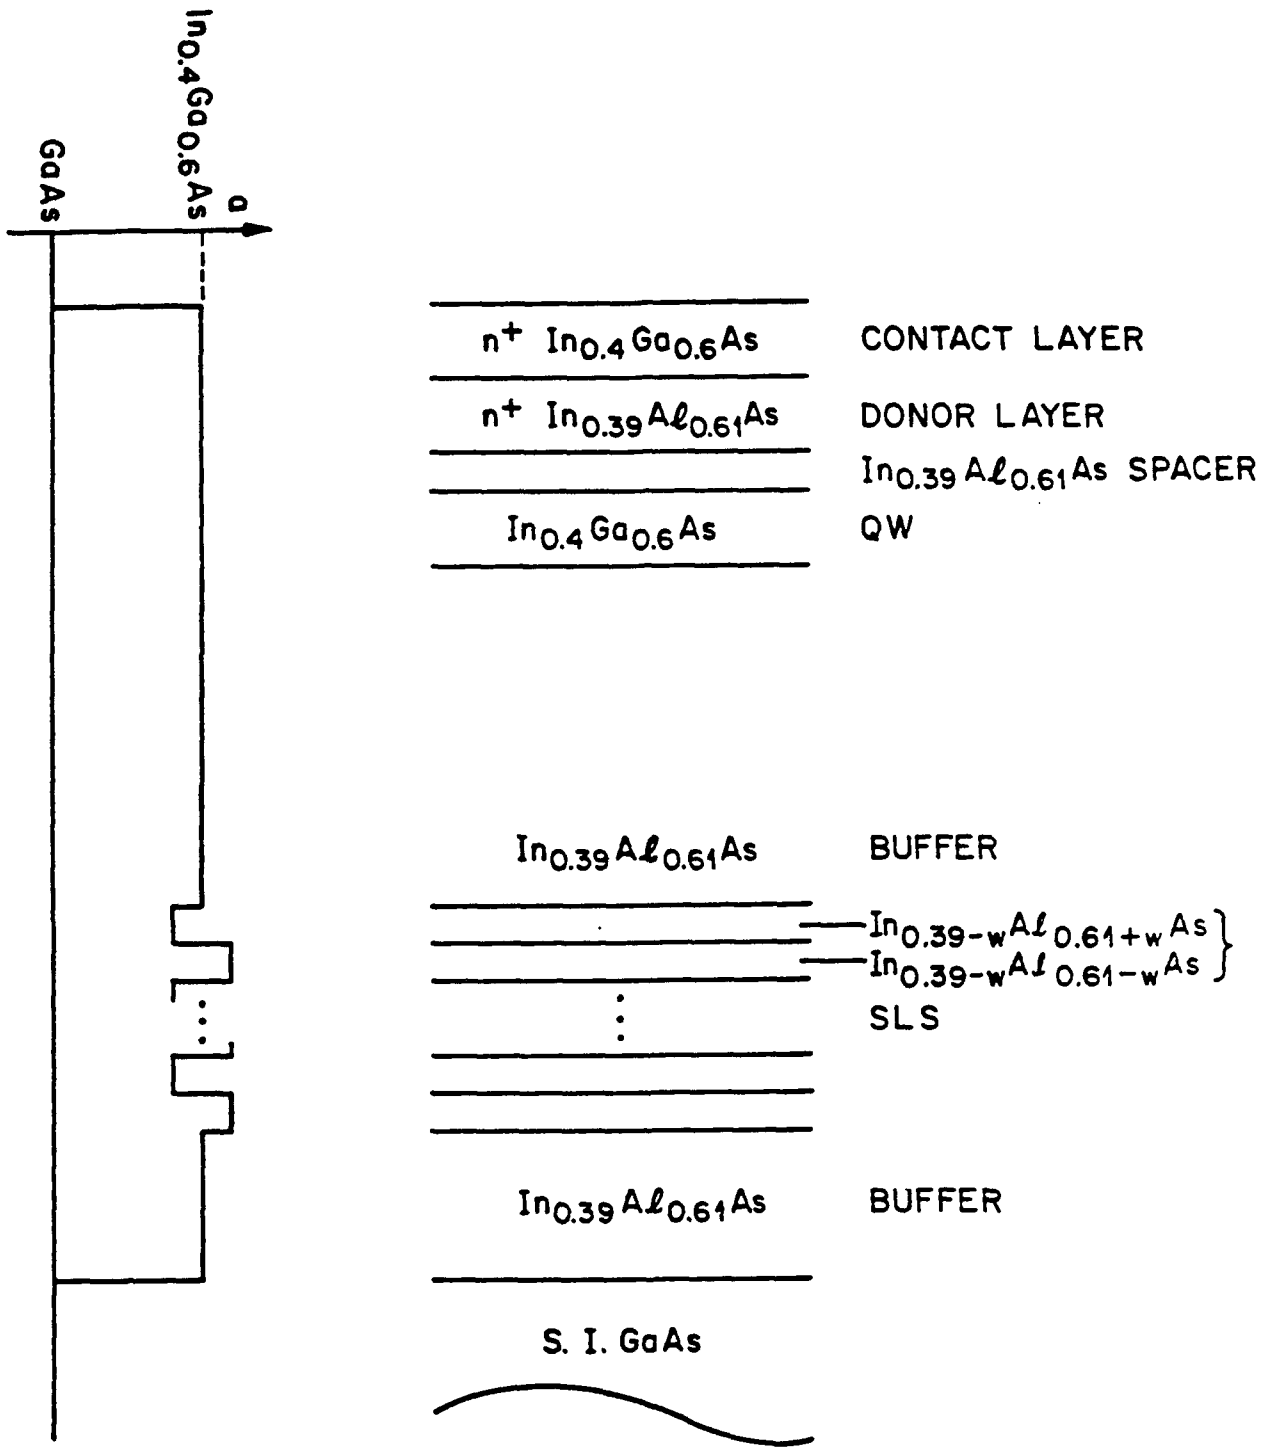 In0.4Ga0.6As
GaAs
a
n+ In0.4Ga0.6As CONTACT LAYER
n+ In0.39Al0.61As DONOR LAYER
In0.39Al0.61As SPACER
In0.4Ga0.6As QW
In0.39Al0.61As BUFFER
In0.39-wAl0.61+wAs
In0.39-wAl0.61-wAs
SLS
In0.39Al0.61As BUFFER
S. I. GaAs